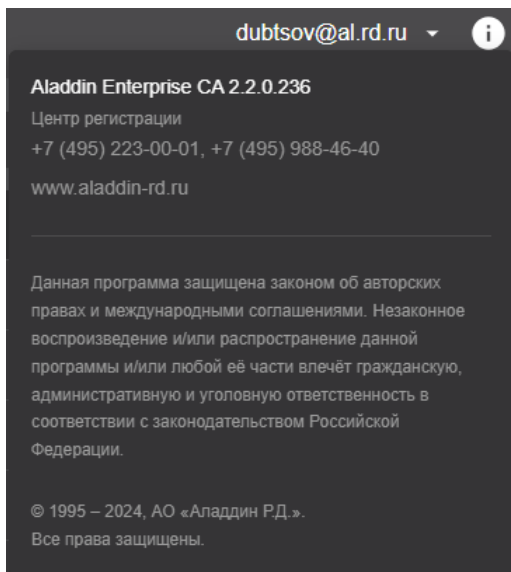 dubtsov@al.rd.ru
Aladdin Enterprise CA 2.2.0.236
Центр регистрации
+7 (495) 223-00-01, +7 (495) 988-46-40
www.aladdin-rd.ru
Данная программа защищена законом об авторских
правах и международными соглашениями. Незаконное
воспроизведение и/или распространение данной
программы и/или любой её части влечёт гражданскую,
административную и уголовную ответственность в
соответствии с законодательством Российской
Федерации.
© 1995 – 2024, АО «Аладдин Р.Д.».
Все права защищены.